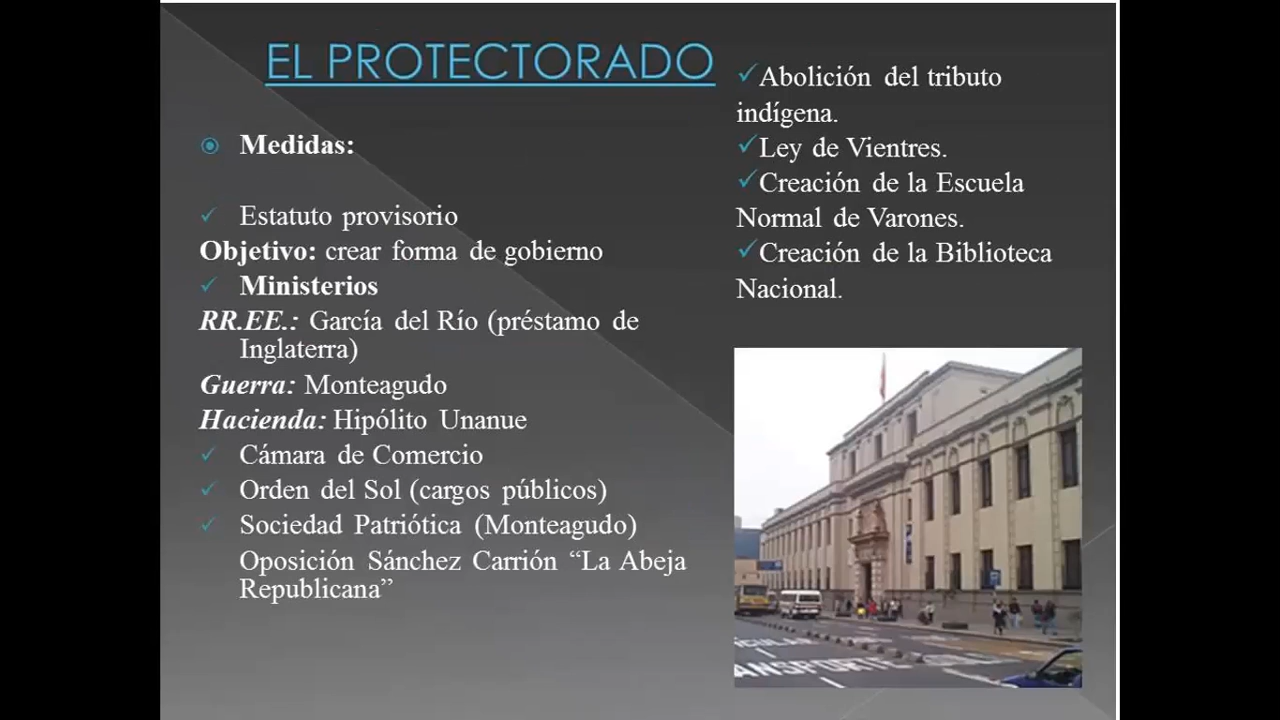 EL PROTECTORADO
Medidas:
Estatuto provisorio
Objetivo: crear forma de gobierno
Ministerios
RR.EE.: García del Río (préstamo de
Inglaterra)
Guerra: Monteagudo
Hacienda: Hipólito Unanue
Cámara de Comercio
Orden del Sol (cargos públicos)
Sociedad Patriótica (Monteagudo)
Oposición Sánchez Carrión “La Abeja
Republicana”
Abolición del tributo
indígena.
Ley de Vientres.
Creación de la Escuela
Normal de Varones.
Creación de la Biblioteca
Nacional.